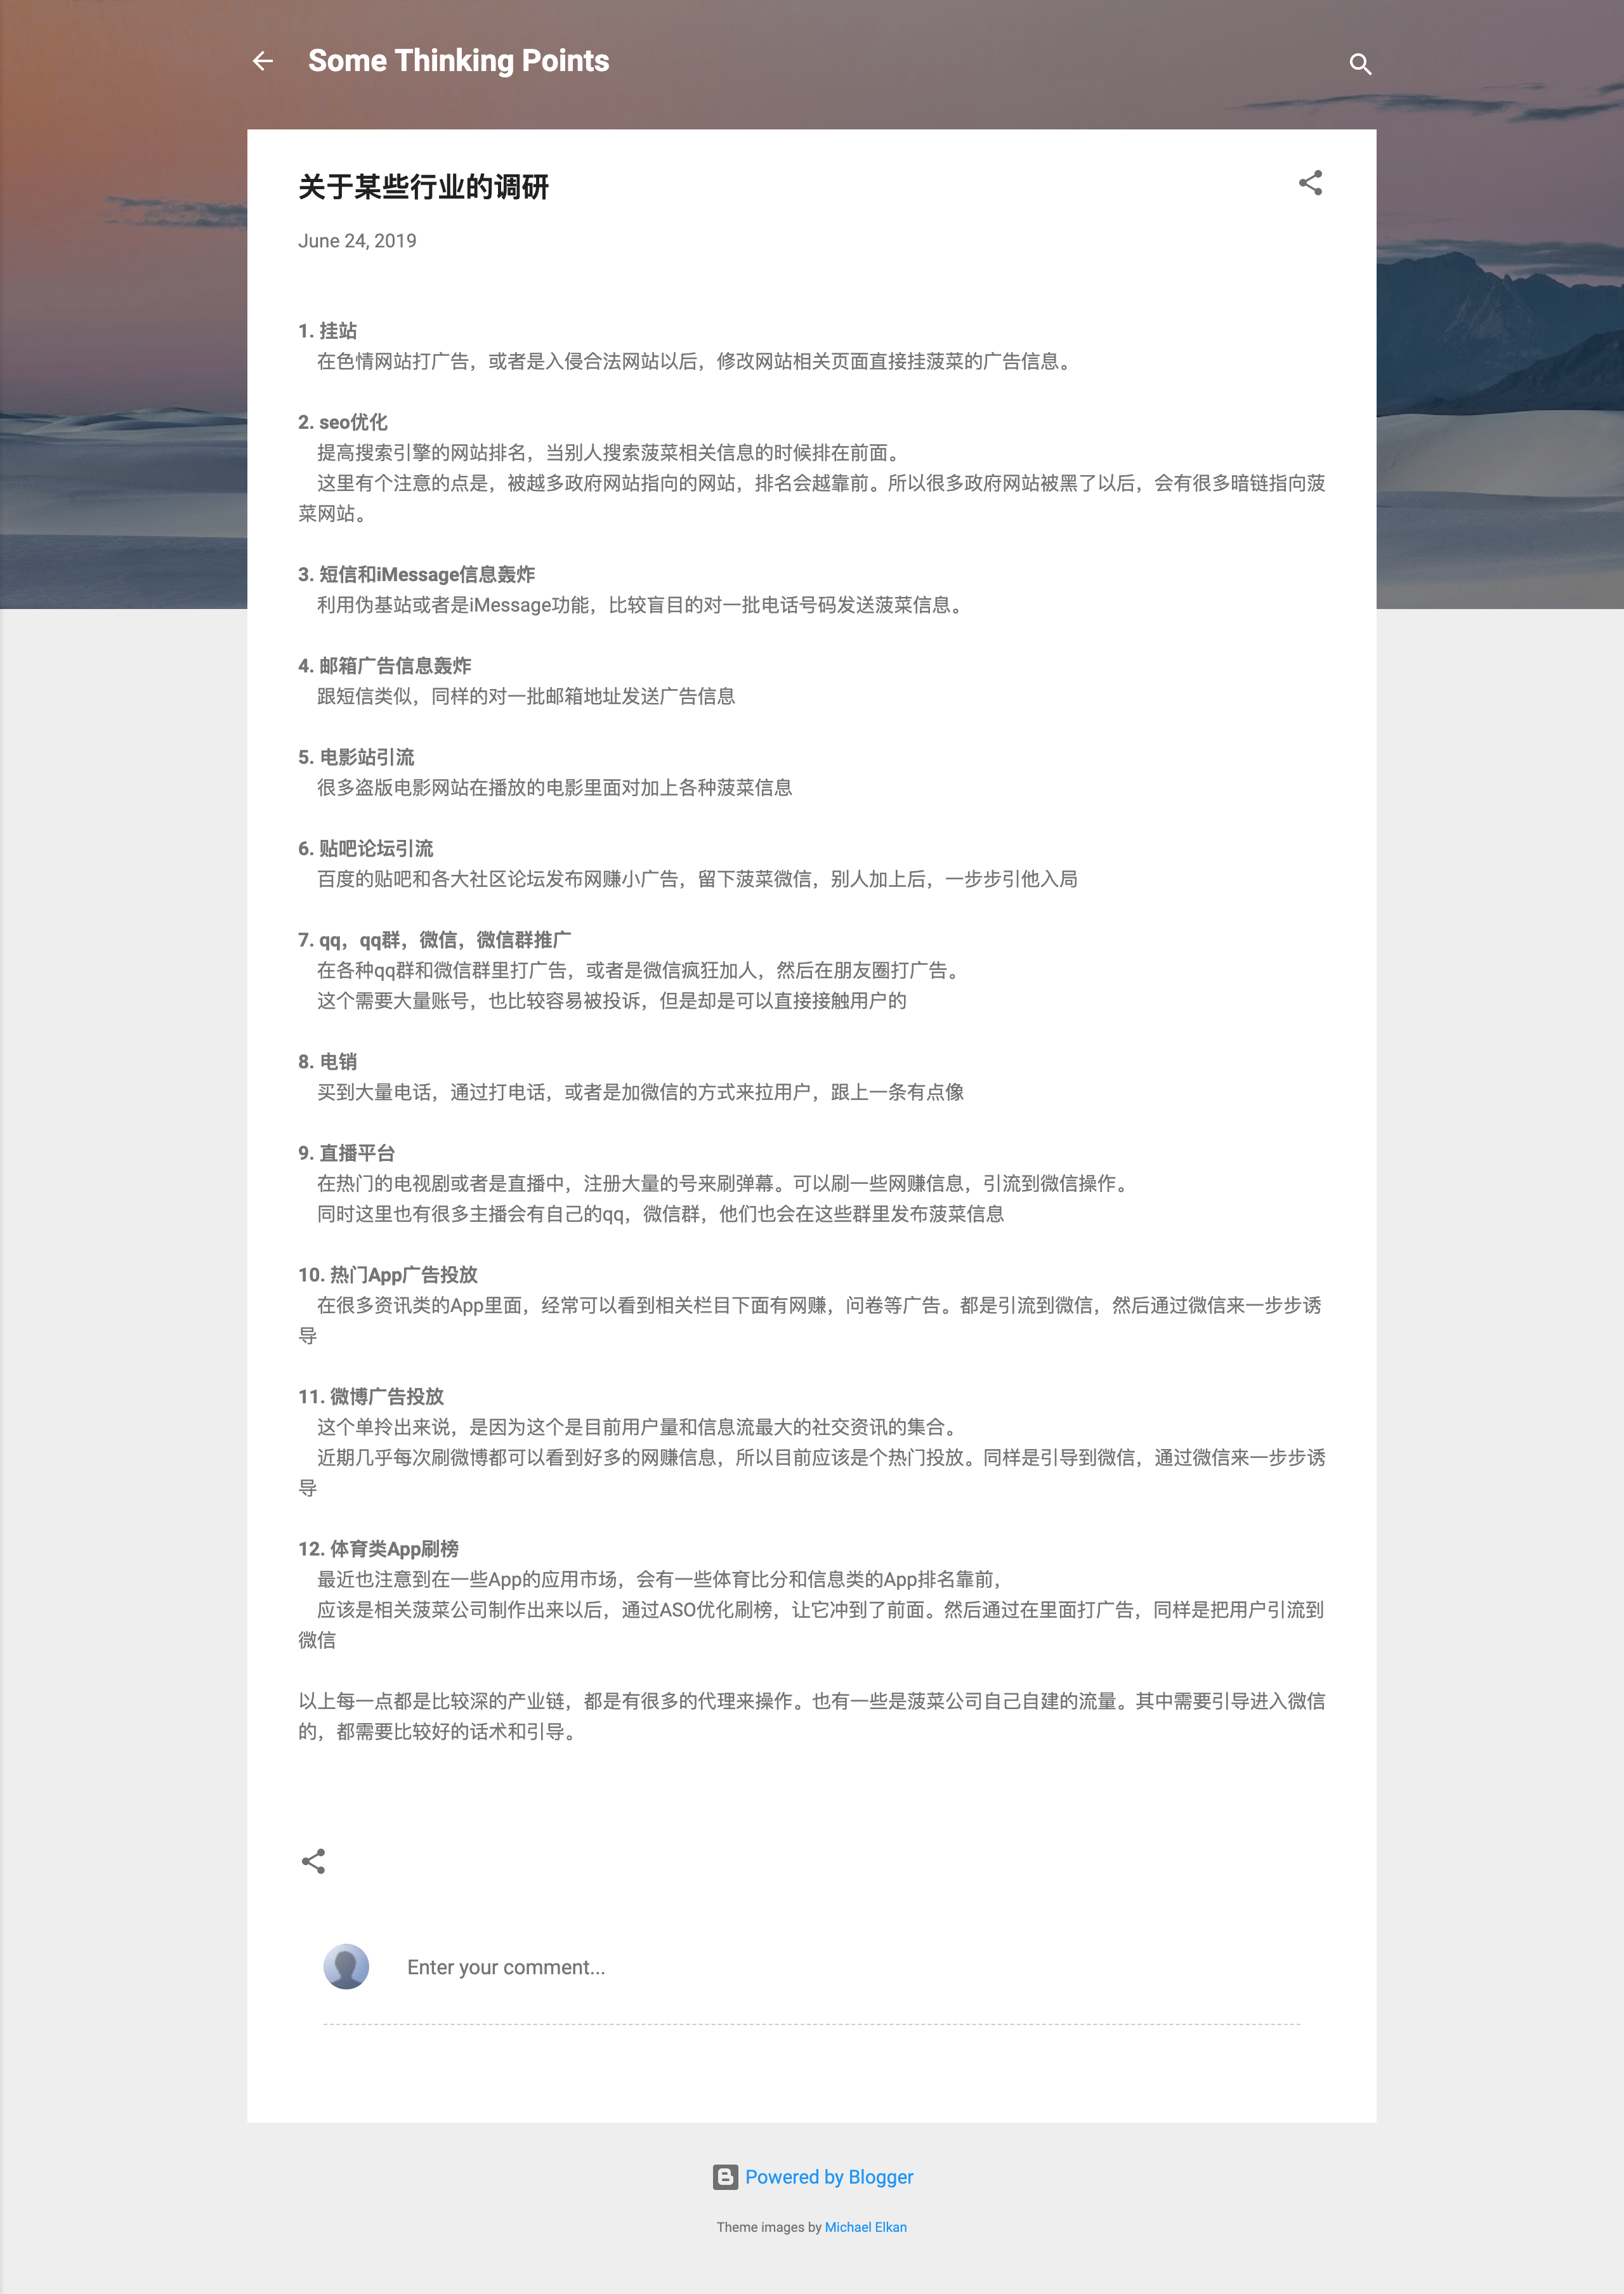 Some Thinking Points
关于某些行业的调研
June 24, 2019
1. 挂站
在色情网站打广告，或者是入侵合法网站以后，修改网站相关页面直接挂菠菜的广告信息。
2. seo优化
提高搜索引擎的网站排名，当别人搜索菠菜相关信息的时候排在前面。
这里有个注意的点是，被越多政府网站指向的网站，排名会越靠前。所以很多政府网站被黑了以后，会有很多暗链指向菠
菜网站。
3. 短信和iMessage信息轰炸
利用伪基站或者是iMessage功能，比较盲目的对一批电话号码发送菠菜信息。
4. 邮箱广告信息轰炸
跟短信类似，同样的对一批邮箱地址发送广告信息
5. 电影站引流
很多盗版电影网站在播放的电影里面对加上各种菠菜信息
6. 贴吧论坛引流
百度的贴吧和各大社区论坛发布网赚小广告，留下菠菜微信，别人加上后，一步步引他入局
7. qq，qq群，微信，微信群推广
在各种qq群和微信群里打广告，或者是微信疯狂加人，然后在朋友圈打广告。
这个需要大量账号，也比较容易被投诉，但是却是可以直接接触用户的
8. 电销
买到大量电话，通过打电话，或者是加微信的方式来拉用户，跟上一条有点像
9. 直播平台
在热门的电视剧或者是直播中，注册大量的号来刷弹幕。可以刷一些网赚信息，引流到微信操作。
同时这里也有很多主播会有自己的qq，微信群，他们也会在这些群里发布菠菜信息
10. 热门App广告投放
在很多资讯类的App里面，经常可以看到相关栏目下面有网赚，问卷等广告。都是引流到微信，然后通过微信来一步步诱
导
11. 微博广告投放
这个单拎出来说，是因为这个是目前用户量和信息流最大的社交资讯的集合。
近期几乎每次刷微博都可以看到好多的网赚信息，所以目前应该是个热门投放。同样是引导到微信，通过微信来一步步诱
导
12. 体育类App刷榜
最近也注意到在一些App的应用市场，会有一些体育比分和信息类的App排名靠前，
应该是相关菠菜公司制作出来以后，通过ASO优化刷榜，让它冲到了前面。然后通过在里面打广告，同样是把用户引流到
微信
以上每一点都是比较深的产业链，都是有很多的代理来操作。也有一些是菠菜公司自己自建的流量。其中需要引导进入微信
的，都需要比较好的话术和引导。
Enter your comment...
Powered by Blogger
Theme images by Michael Elkan